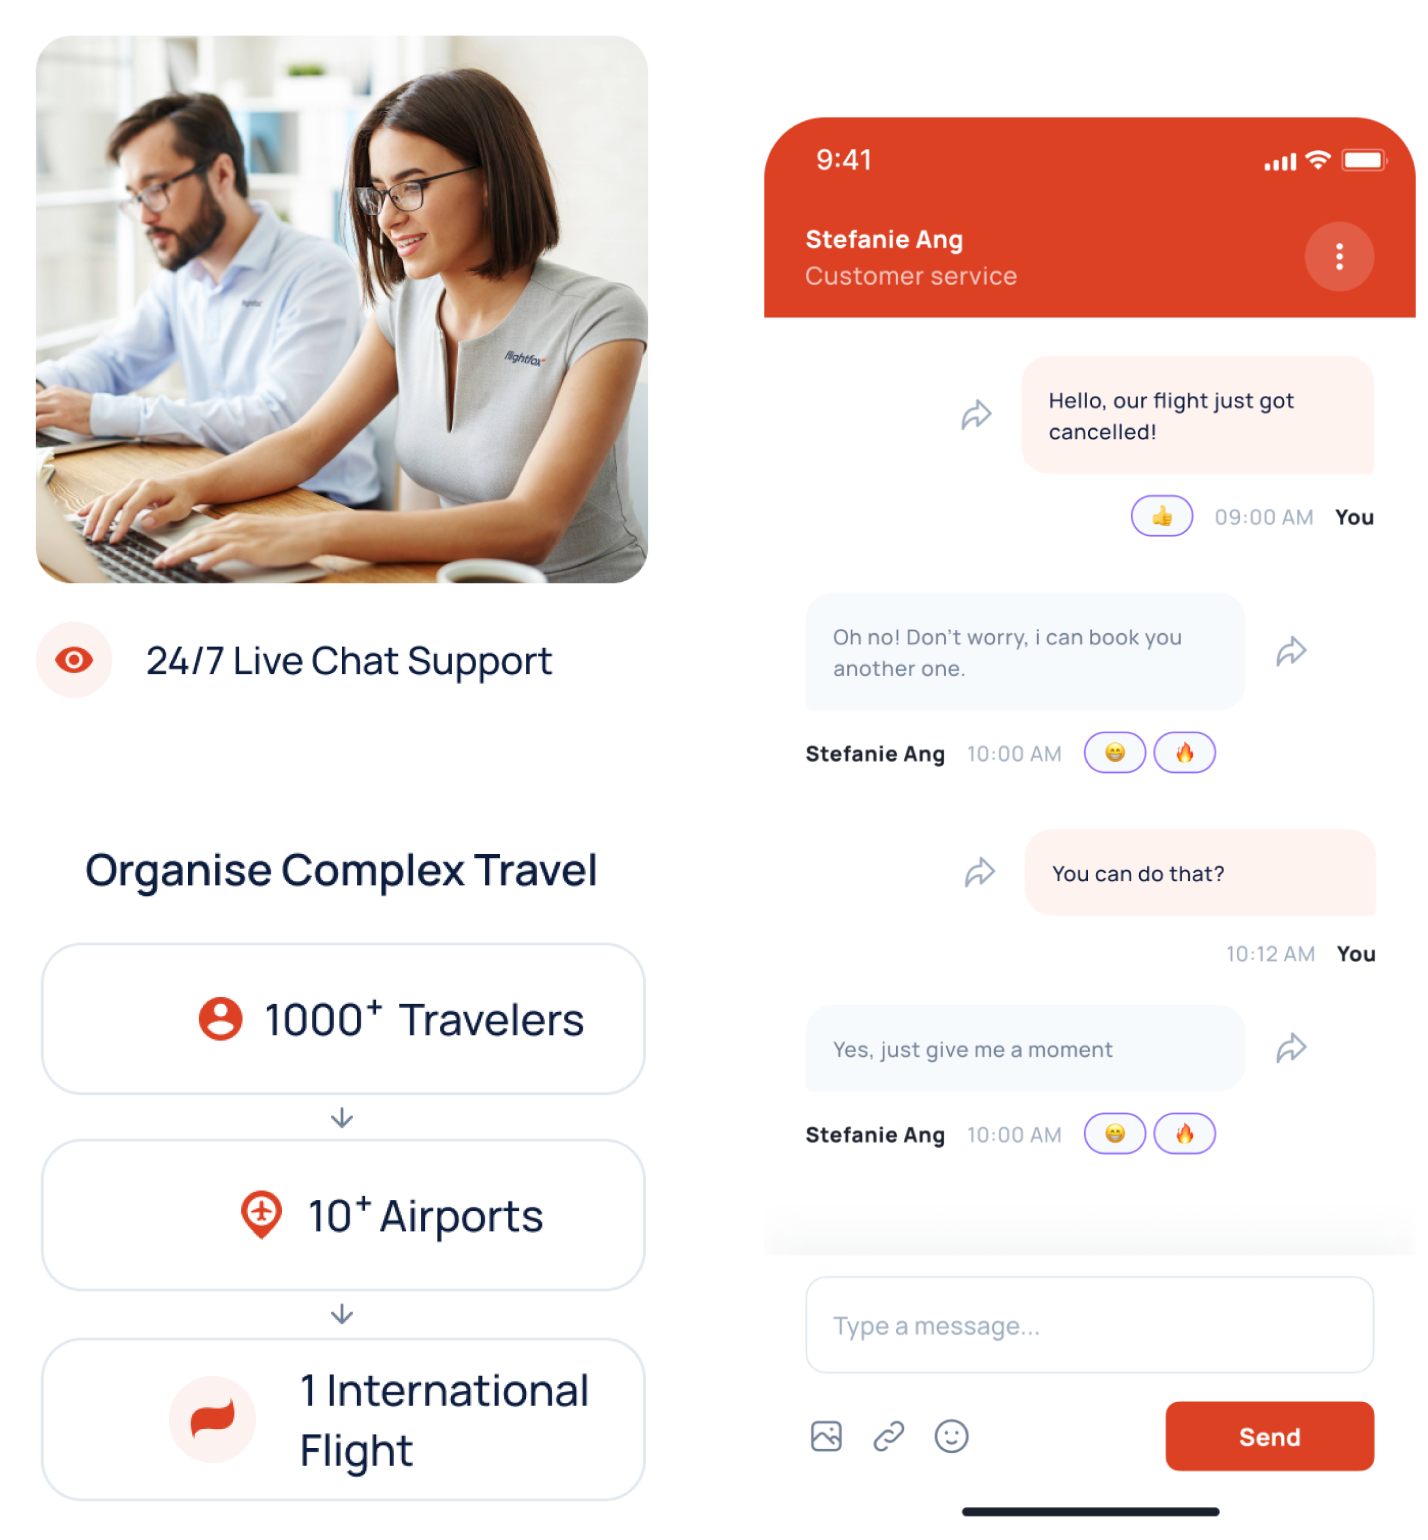 flightfox
flightfox
24/7 Live Chat Support
Organise Complex Travel
1000+ Travelers
10+ Airports
1 International
Flight
9:41
Stefanie Ang
Customer service
Hello, our flight just got
cancelled!
👍 09:00 AM You
Oh no! Don't worry, i can book you
another one.
Stefanie Ang 10:00 AM 😁 🔥
You can do that?
10:12 AM You
Yes, just give me a moment
Stefanie Ang 10:00 AM 😁 🔥
Type a message...
Send